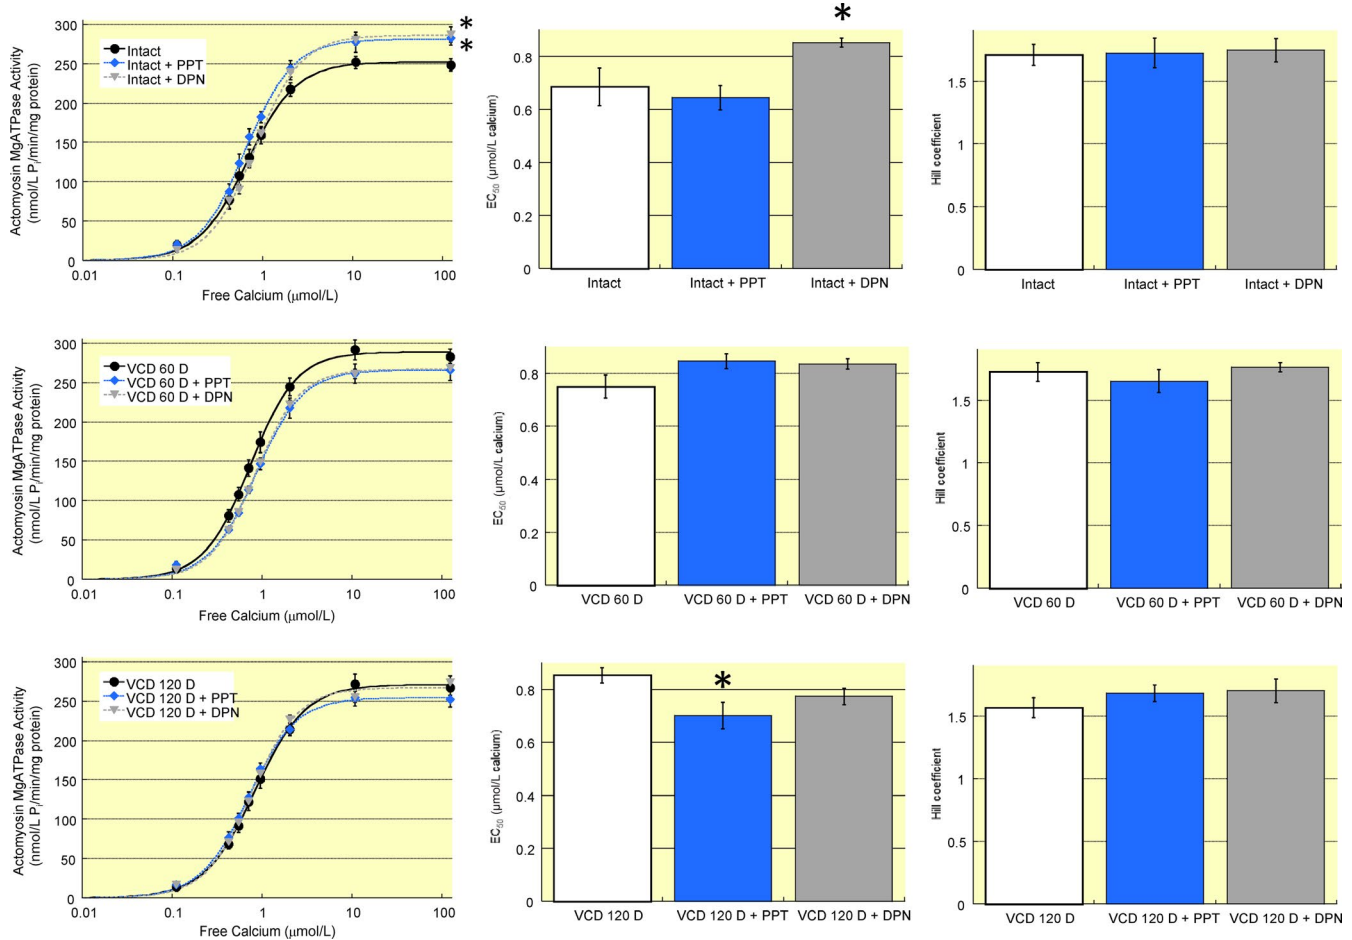 Actomyosin MgATPase Activity
(nmol/L Pi/min/mg protein)
300
250
200
150
100
50
0
Intact
Intact + PPT
Intact + DPN
*
*
0.01 0.1 1 10 100
Free Calcium (μmol/L)
*
EC50 (μmol/L calcium)
0.8
0.6
0.4
0.2
0
Intact Intact + PPT Intact + DPN
Hill coefficient
1.5
1
0.5
0
Intact Intact + PPT Intact + DPN
Actomyosin MgATPase Activity
(nmol/L Pi/min/mg protein)
300
250
200
150
100
50
0
VCD 60 D
VCD 60 D + PPT
VCD 60 D + DPN
0.01 0.1 1 10 100
Free Calcium (μmol/L)
EC50 (μmol/L calcium)
0.8
0.6
0.4
0.2
0
VCD 60 D VCD 60 D + PPT VCD 60 D + DPN
Hill coefficient
1.5
1
0.5
0
VCD 60 D VCD 60 D + PPT VCD 60 D + DPN
Actomyosin MgATPase Activity
(nmol/L Pi/min/mg protein)
300
250
200
150
100
50
0
VCD 120 D
VCD 120 D + PPT
VCD 120 D + DPN
0.01 0.1 1 10 100
Free Calcium (μmol/L)
*
EC50 (μmol/L calcium)
0.8
0.6
0.4
0.2
0
VCD 120 D VCD 120 D + PPT VCD 120 D + DPN
Hill coefficient
1.5
1
0.5
0
VCD 120 D VCD 120 D + PPT VCD 120 D + DPN